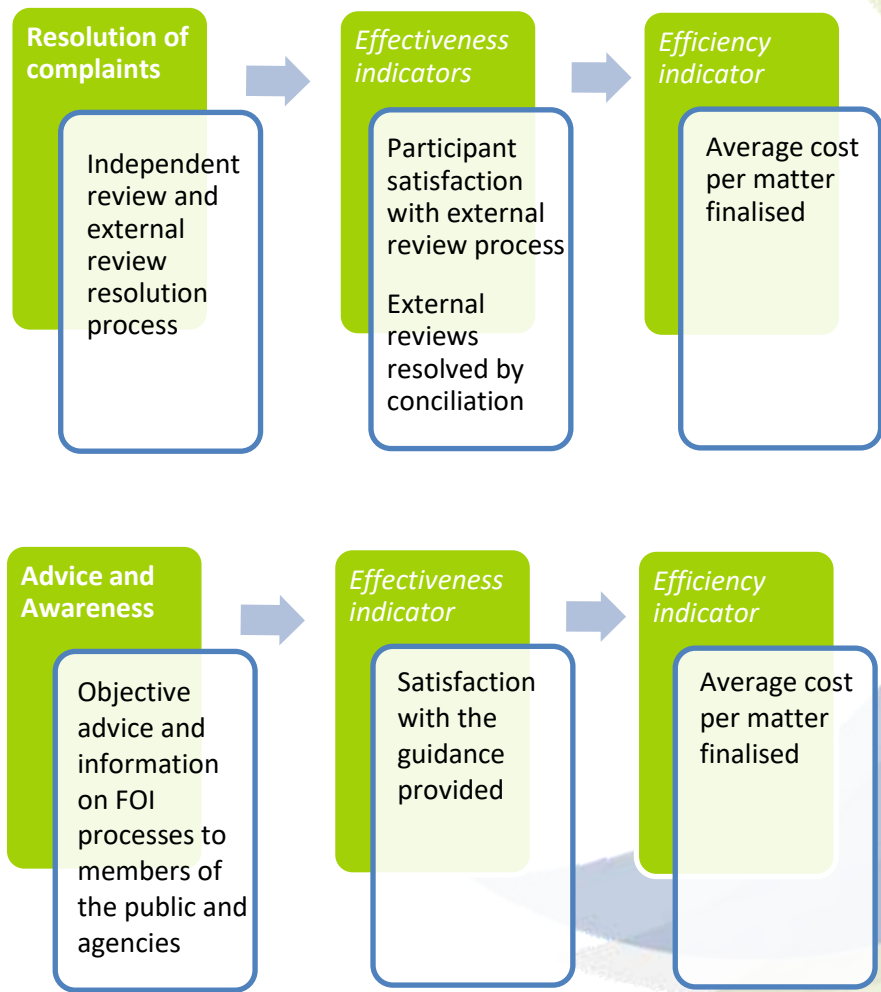 Resolution of
complaints
Independent
review and
external
review
resolution
process
Effectiveness
indicators
Participant
satisfaction
with external
review process
External
reviews
resolved by
conciliation
Efficiency
indicator
Average cost
per matter
finalised
Advice and
Awareness
Objective
advice and
information
on FOI
processes to
members of
the public and
agencies
Effectiveness
indicator
Satisfaction
with the
guidance
provided
Efficiency
indicator
Average cost
per matter
finalised